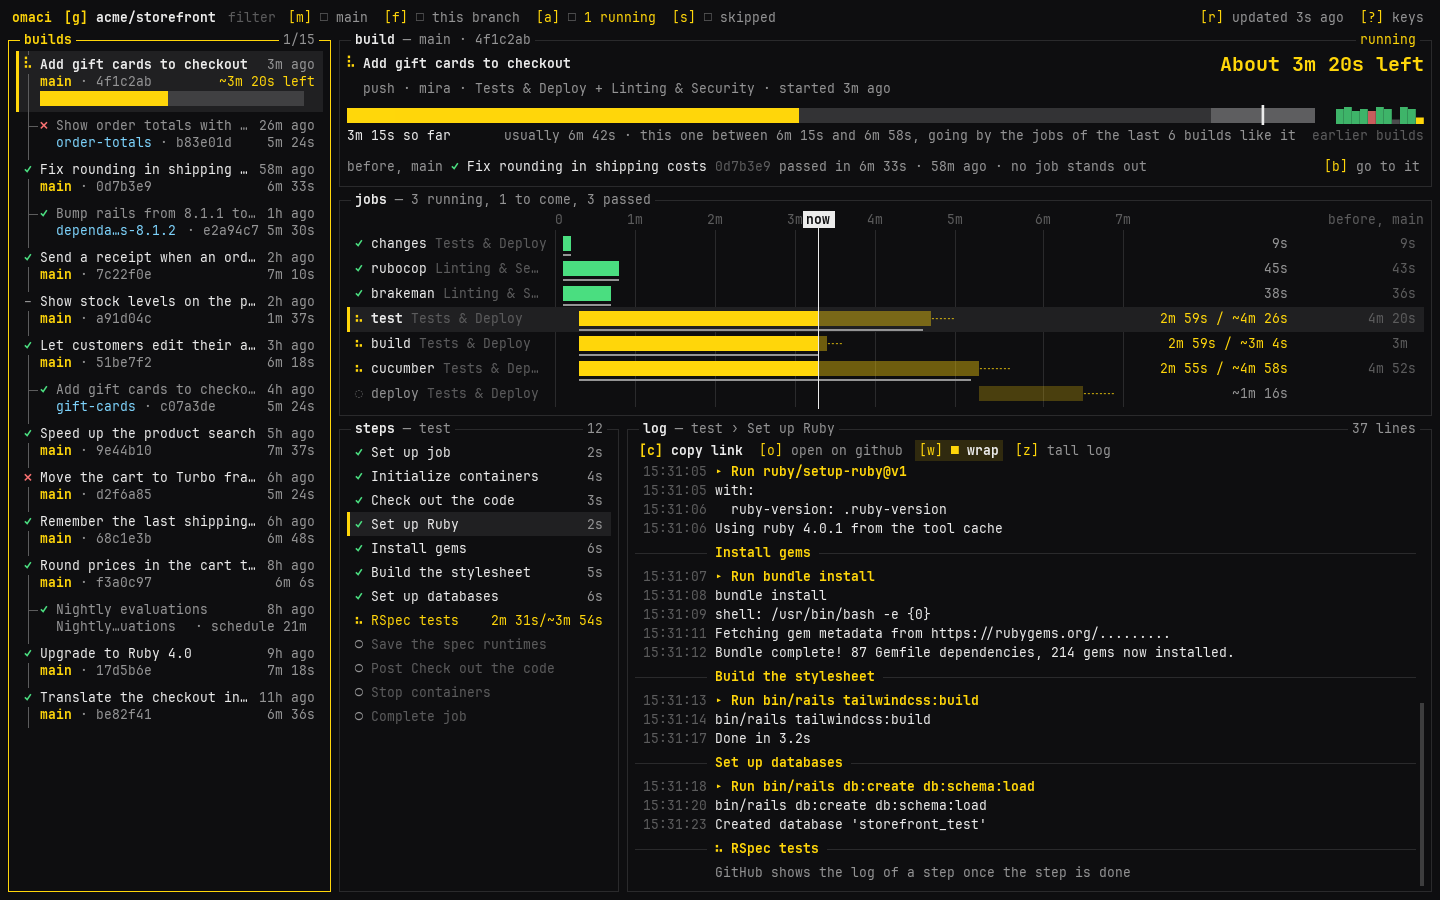 omaci [g] acme/storefront filter [m] □ main [f] □ this branch [a] □ 1 running [s] □ skipped [r] updated 3s ago [?] keys
builds 1/15
Add gift cards to checkout 3m ago
main · 4f1c2ab ~3m 20s left
× Show order totals with … 26m ago
order-totals · b83e01d 5m 24s
✓ Fix rounding in shipping … 58m ago
main · 0d7b3e9 6m 33s
✓ Bump rails from 8.1.1 to… 1h ago
dependa…s-8.1.2 · e2a94c7 5m 30s
✓ Send a receipt when an ord… 2h ago
main · 7c22f0e 7m 10s
– Show stock levels on the p… 2h ago
main · a91d04c 1m 37s
✓ Let customers edit their a… 3h ago
main · 51be7f2 6m 18s
✓ Add gift cards to checko… 4h ago
gift-cards · c07a3de 5m 24s
✓ Speed up the product search 5h ago
main · 9e44b10 7m 37s
× Move the cart to Turbo fra… 6h ago
main · d2f6a85 5m 24s
✓ Remember the last shipping… 6h ago
main · 68c1e3b 6m 48s
✓ Round prices in the cart t… 8h ago
main · f3a0c97 6m 6s
✓ Nightly evaluations 8h ago
Nightly…uations · schedule 21m
✓ Upgrade to Ruby 4.0 9h ago
main · 17d5b6e 7m 18s
✓ Translate the checkout in… 11h ago
main · be82f41 6m 36s
build — main · 4f1c2ab running
Add gift cards to checkout About 3m 20s left
push · mira · Tests & Deploy + Linting & Security · started 3m ago
3m 15s so far usually 6m 42s · this one between 6m 15s and 6m 58s, going by the jobs of the last 6 builds like it earlier builds
before, main ✓ Fix rounding in shipping costs 0d7b3e9 passed in 6m 33s · 58m ago · no job stands out [b] go to it
jobs — 3 running, 1 to come, 3 passed
0 1m 2m 3m now 4m 5m 6m 7m before, main
✓ changes Tests & Deploy 9s 9s
✓ rubocop Linting & Se… 45s 43s
✓ brakeman Linting & S… 38s 36s
test Tests & Deploy 2m 59s / ~4m 26s 4m 20s
build Tests & Deploy 2m 59s / ~3m 4s 3m
cucumber Tests & Dep… 2m 55s / ~4m 58s 4m 52s
deploy Tests & Deploy ~1m 16s
steps — test 12
✓ Set up job 2s
✓ Initialize containers 4s
✓ Check out the code 3s
✓ Set up Ruby 2s
✓ Install gems 6s
✓ Build the stylesheet 5s
✓ Set up databases 6s
RSpec tests 2m 31s/~3m 54s
○ Save the spec runtimes
○ Post Check out the code
○ Stop containers
○ Complete job
log — test › Set up Ruby 37 lines
[c] copy link [o] open on github [w] ■ wrap [z] tall log
15:31:05 ▸ Run ruby/setup-ruby@v1
15:31:05 with:
15:31:06 ruby-version: .ruby-version
15:31:06 Using ruby 4.0.1 from the tool cache
Install gems
15:31:07 ▸ Run bundle install
15:31:08 bundle install
15:31:09 shell: /usr/bin/bash -e {0}
15:31:11 Fetching gem metadata from https://rubygems.org/.........
15:31:12 Bundle complete! 87 Gemfile dependencies, 214 gems now installed.
Build the stylesheet
15:31:13 ▸ Run bin/rails tailwindcss:build
15:31:14 bin/rails tailwindcss:build
15:31:17 Done in 3.2s
Set up databases
15:31:18 ▸ Run bin/rails db:create db:schema:load
15:31:20 bin/rails db:create db:schema:load
15:31:23 Created database 'storefront_test'
RSpec tests
GitHub shows the log of a step once the step is done